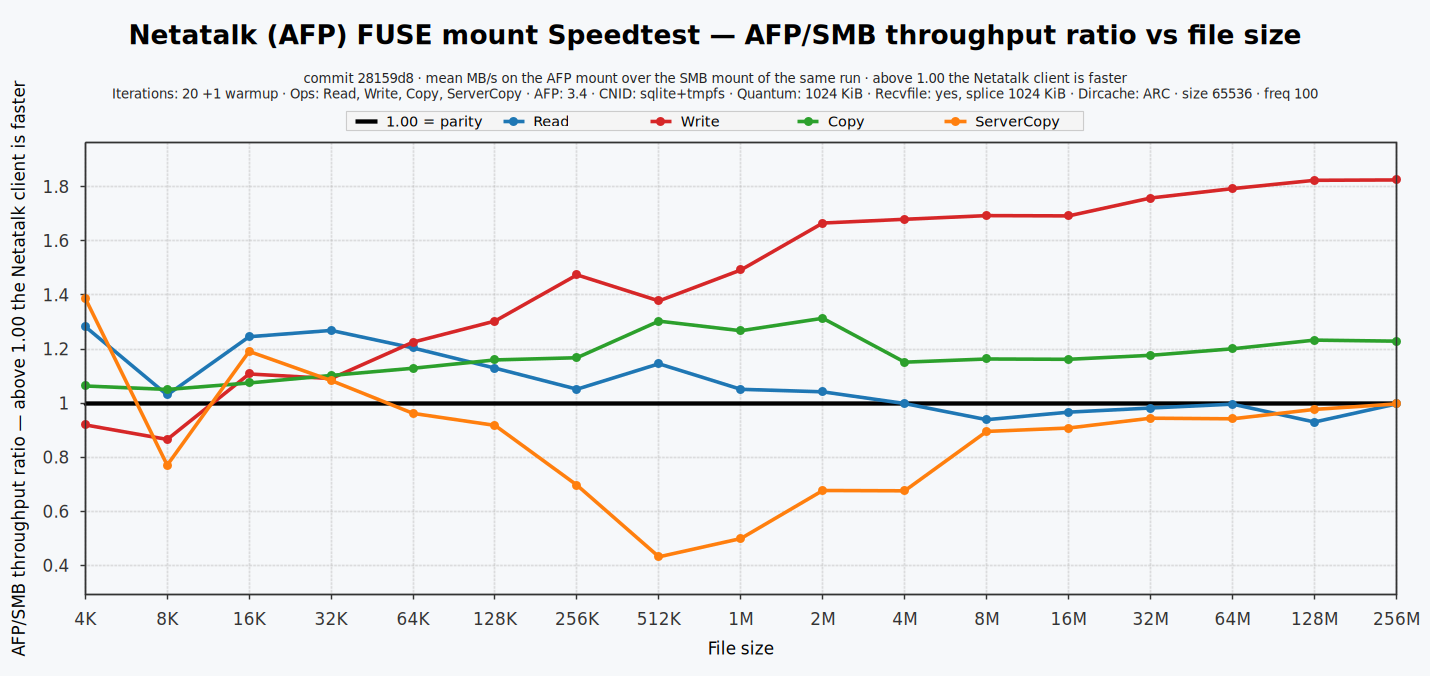 Netatalk (AFP) FUSE mount Speedtest — AFP/SMB throughput ratio vs file size
commit 28159d8 · mean MB/s on the AFP mount over the SMB mount of the same run · above 1.00 the Netatalk client is faster
Iterations: 20 +1 warmup · Ops: Read, Write, Copy, ServerCopy · AFP: 3.4 · CNID: sqlite+tmpfs · Quantum: 1024 KiB · Recvfile: yes, splice 1024 KiB · Dircache: ARC · size 65536 · freq 100
1.00 = parity Read Write Copy ServerCopy
AFP/SMB throughput ratio — above 1.00 the Netatalk client is faster
1.8
1.6
1.4
1.2
1
0.8
0.6
0.4
4K 8K 16K 32K 64K 128K 256K 512K 1M 2M 4M 8M 16M 32M 64M 128M 256M
File size